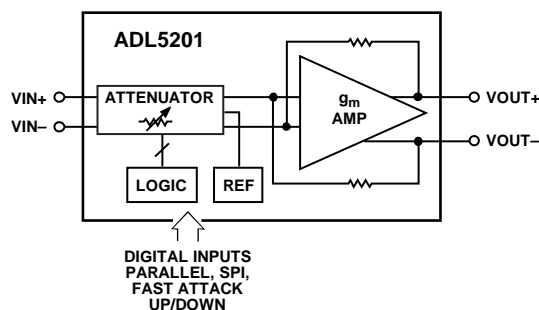 ADL5201
VIN+
VIN–
ATTENUATOR
LOGIC
REF
gm
AMP
VOUT+
VOUT–
DIGITAL INPUTS
PARALLEL, SPI,
FAST ATTACK
UP/DOWN